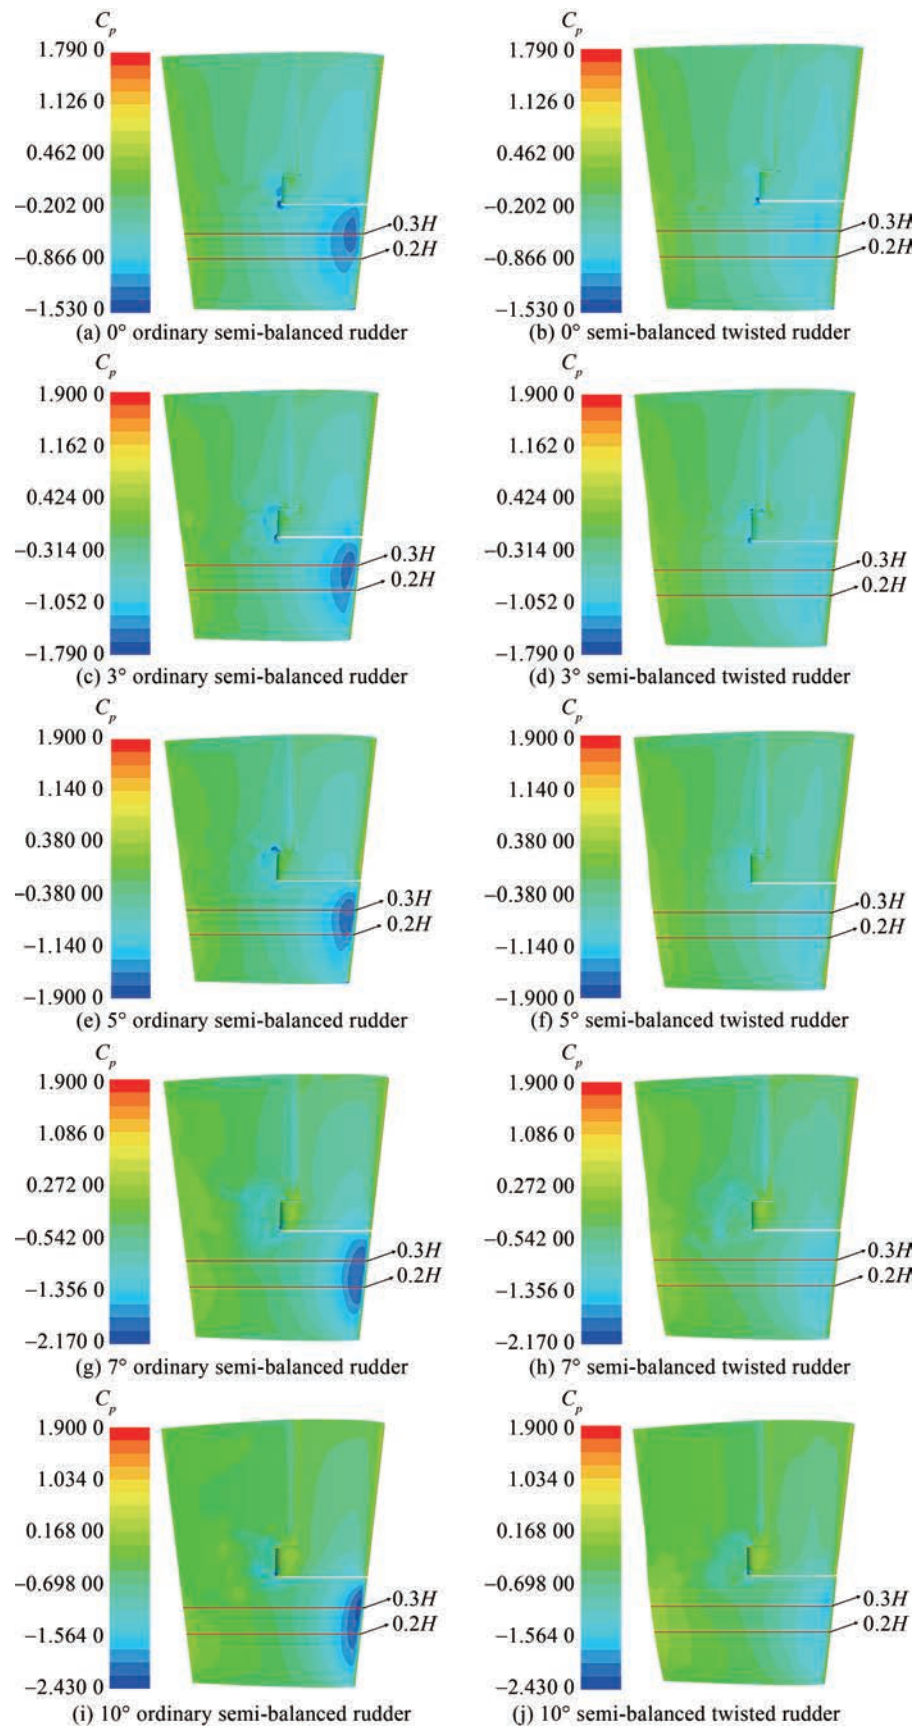 C_p
1.790 0
1.126 0
0.462 00
−0.202 00
−0.866 00
−1.530 0
0.3H
0.2H
(a) 0° ordinary semi-balanced rudder
C_p
1.790 0
1.126 0
0.462 00
−0.202 00
−0.866 00
−1.530 0
0.3H
0.2H
(b) 0° semi-balanced twisted rudder
C_p
1.900 0
1.162 0
0.424 00
−0.314 00
−1.052 0
−1.790 0
0.3H
0.2H
(c) 3° ordinary semi-balanced rudder
C_p
1.900 0
1.162 0
0.424 00
−0.314 00
−1.052 0
−1.790 0
0.3H
0.2H
(d) 3° semi-balanced twisted rudder
C_p
1.900 0
1.140 0
0.380 00
−0.380 00
−1.140 0
−1.900 0
0.3H
0.2H
(e) 5° ordinary semi-balanced rudder
C_p
1.900 0
1.140 0
0.380 00
−0.380 00
−1.140 0
−1.900 0
0.3H
0.2H
(f) 5° semi-balanced twisted rudder
C_p
1.900 0
1.086 0
0.272 00
−0.542 00
−1.356 0
−2.170 0
0.3H
0.2H
(g) 7° ordinary semi-balanced rudder
C_p
1.900 0
1.086 0
0.272 00
−0.542 00
−1.356 0
−2.170 0
0.3H
0.2H
(h) 7° semi-balanced twisted rudder
C_p
1.900 0
1.034 0
0.168 00
−0.698 00
−1.564 0
−2.430 0
0.3H
0.2H
(i) 10° ordinary semi-balanced rudder
C_p
1.900 0
1.034 0
0.168 00
−0.698 00
−1.564 0
−2.430 0
0.3H
0.2H
(j) 10° semi-balanced twisted rudder